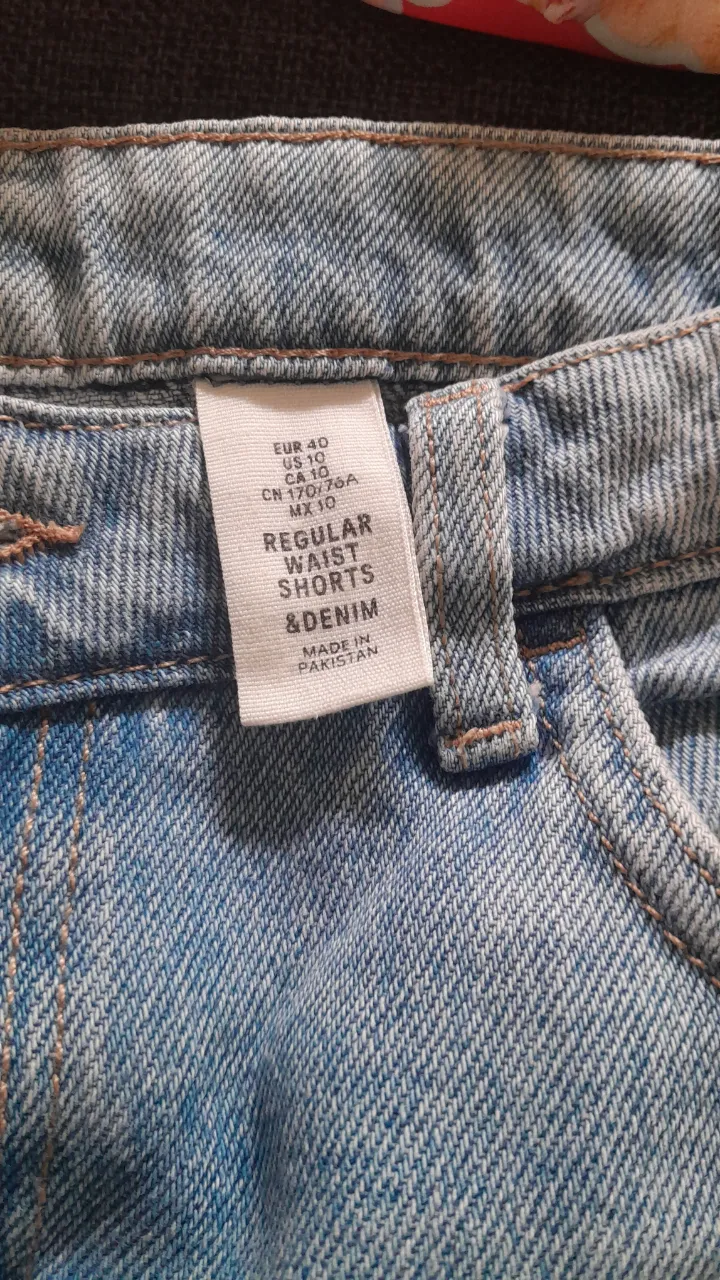 EUR 40
US 10
CA 10
CN 170/76A
MX 10
REGULAR
WAIST
SHORTS
&DENIM
MADE IN
PAKISTAN